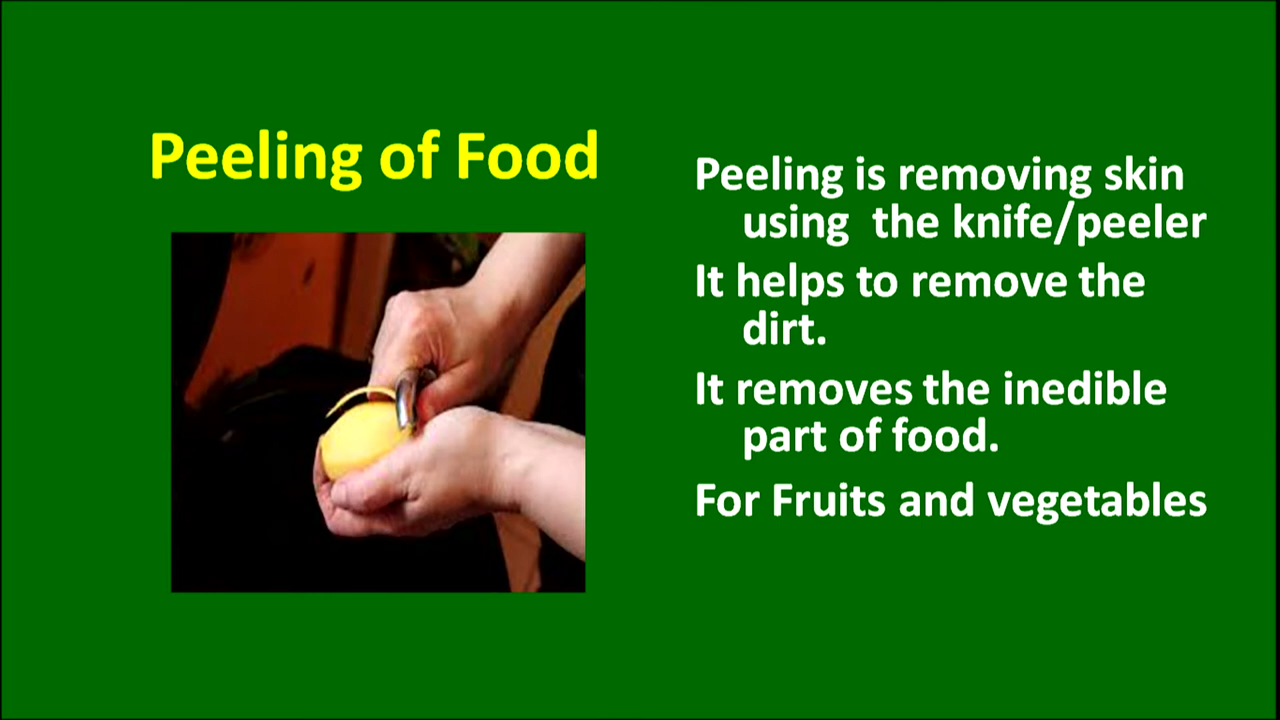 Peeling of Food
Peeling is removing skin
using  the knife/peeler
It helps to remove the
dirt.
It removes the inedible
part of food.
For Fruits and vegetables